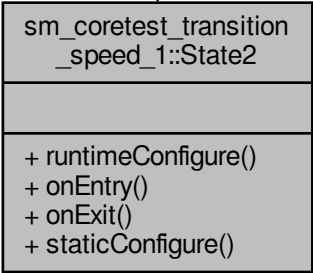 sm_coretest_transition
_speed_1::State2
+ runtimeConfigure()
+ onEntry()
+ onExit()
+ staticConfigure()